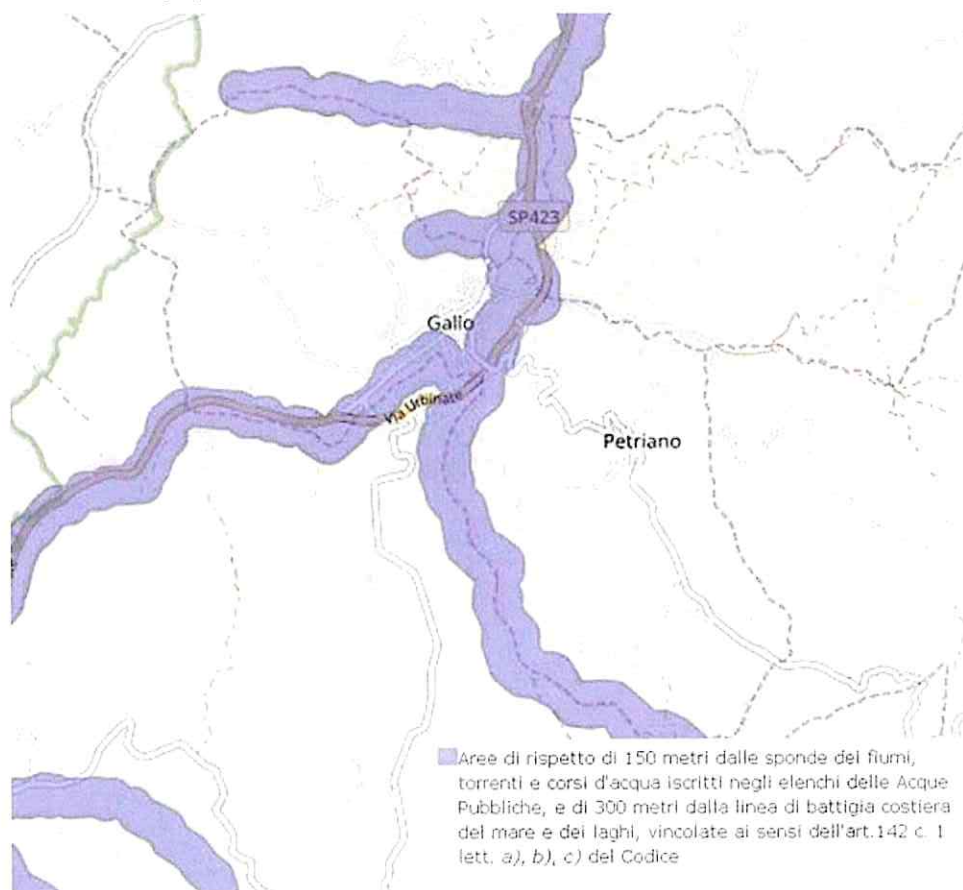 SP423
Gallo
Via Urbinate
Petriano
Aree di rispetto di 150 metri dalle sponde dei fiumi,
torrenti e corsi d'acqua iscritti negli elenchi delle Acque
Pubbliche, e di 300 metri dalla linea di battigia costiera
del mare e dei laghi, vincolate ai sensi dell'art.142 c. 1
lett. a), b), c) del Codice